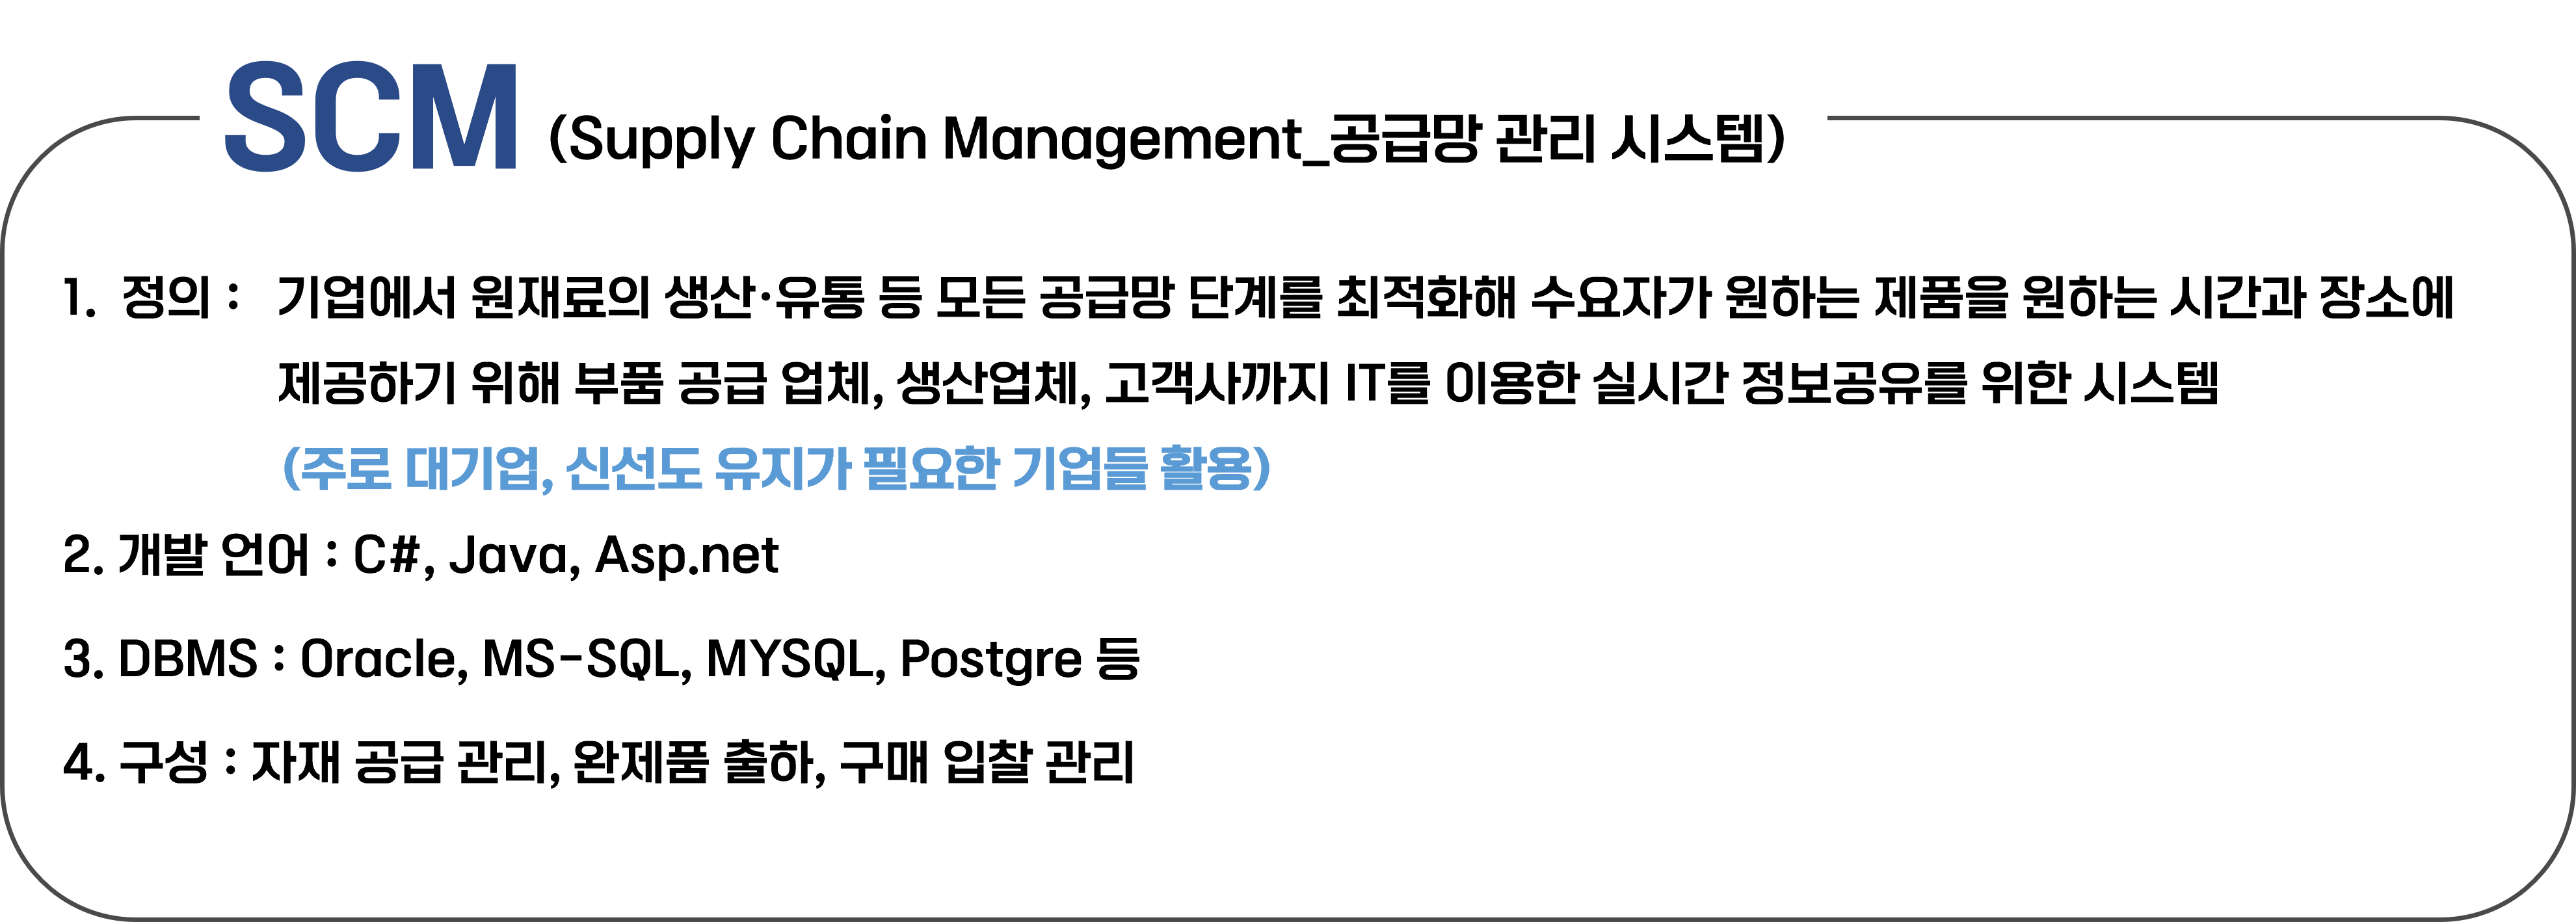 SCM (Supply Chain Management_공급망 관리 시스템)
1. 정의 : 기업에서 원재료의 생산·유통 등 모든 공급망 단계를 최적화해 수요자가 원하는 제품을 원하는 시간과 장소에
제공하기 위해 부품 공급 업체, 생산업체, 고객사까지 IT를 이용한 실시간 정보공유를 위한 시스템
(주로 대기업, 신선도 유지가 필요한 기업들 활용)
2. 개발 언어 : C#, Java, Asp.net
3. DBMS : Oracle, MS-SQL, MYSQL, Postgre 등
4. 구성 : 자재 공급 관리, 완제품 출하, 구매 입찰 관리